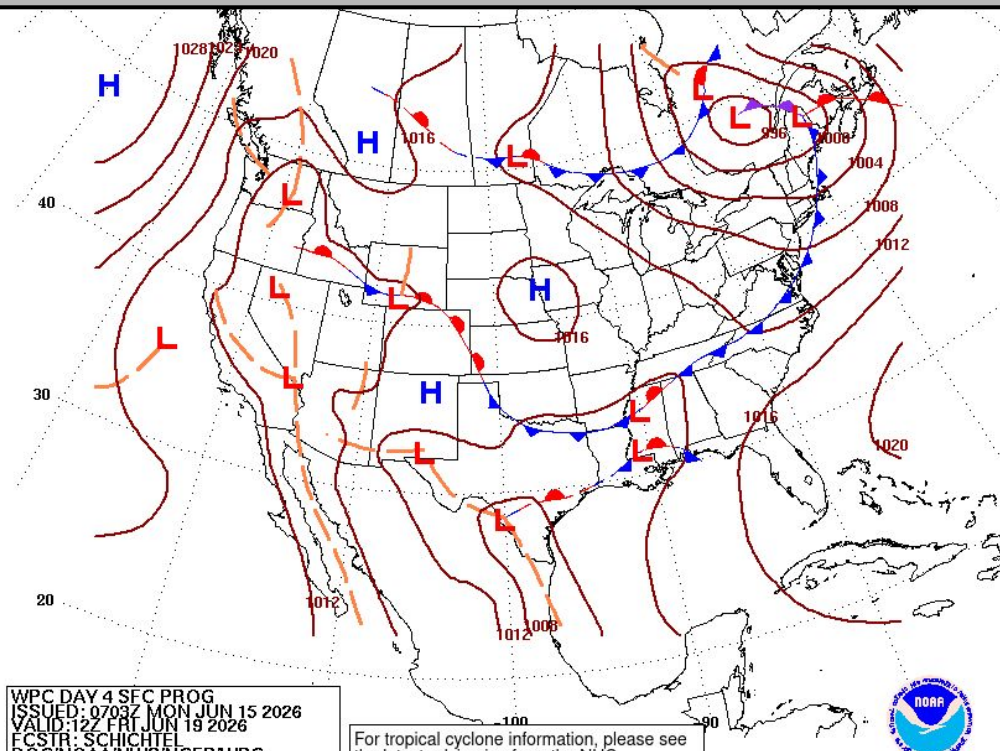 H
1028
1020
L
H
1016
L
L
996
L
1008
1004
40
L
1008
1012
L
L
H
L
1016
30
L
H
L
1016
L
L
1020
L
20
1012
1012
1008
WPC DAY 4 SFC PROG
ISSUED: 0703Z MON JUN 15 2026
VALID: 12Z FRI JUN 19 2026
FCSTR: SCHICHTEL
-100
-90
For tropical cyclone information, please see
NOAA